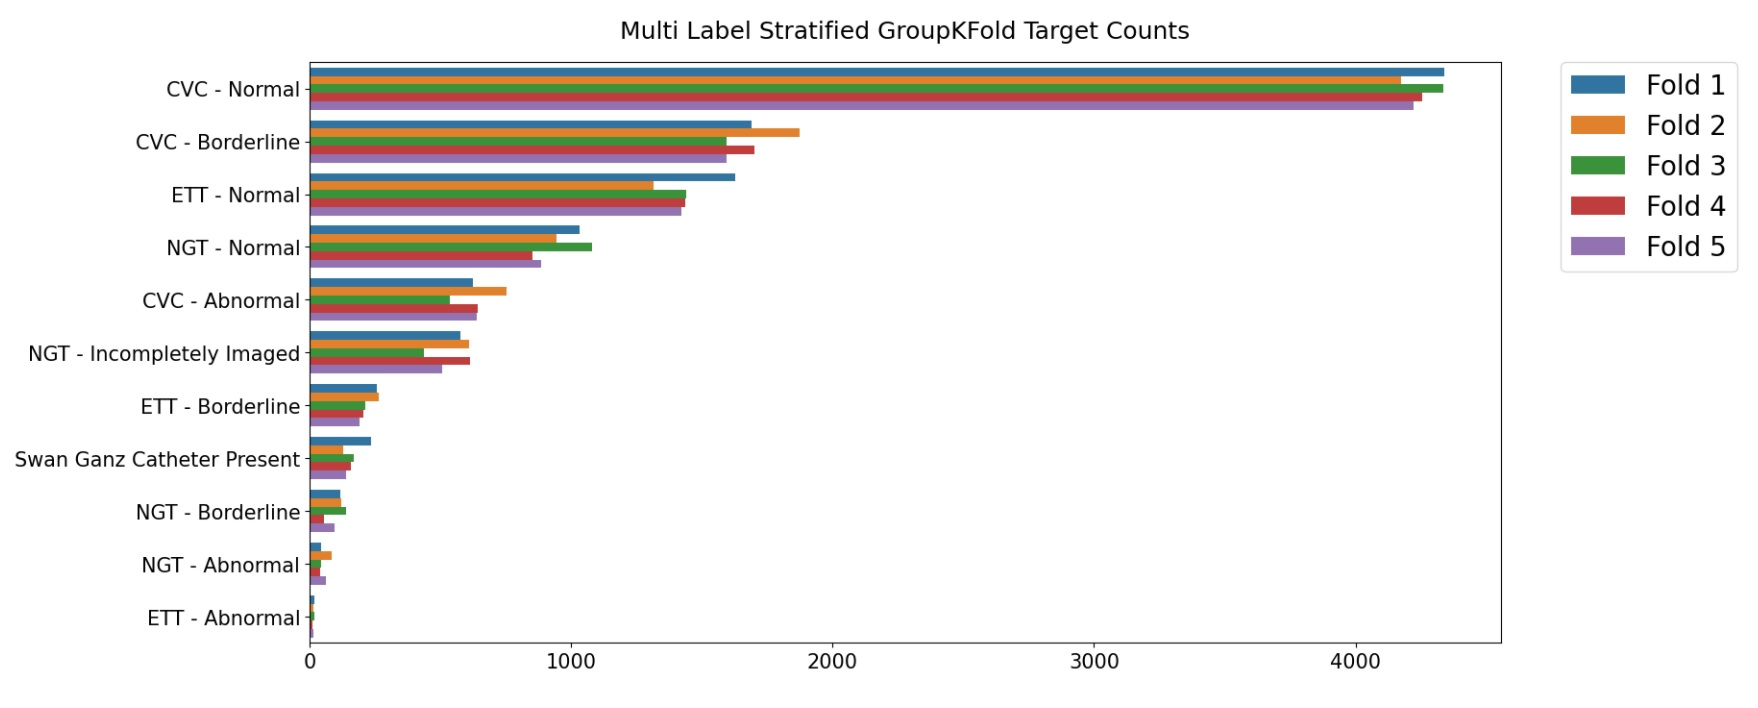 Multi Label Stratified GroupKFold Target Counts
CVC - Normal
CVC - Borderline
ETT - Normal
NGT - Normal
CVC - Abnormal
NGT - Incompletely Imaged
ETT - Borderline
Swan Ganz Catheter Present
NGT - Borderline
NGT - Abnormal
ETT - Abnormal
0 1000 2000 3000 4000
Fold 1
Fold 2
Fold 3
Fold 4
Fold 5